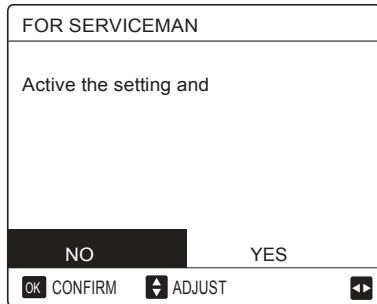 FOR SERVICEMAN
Active the setting and
NO YES
OK CONFIRM ADJUST